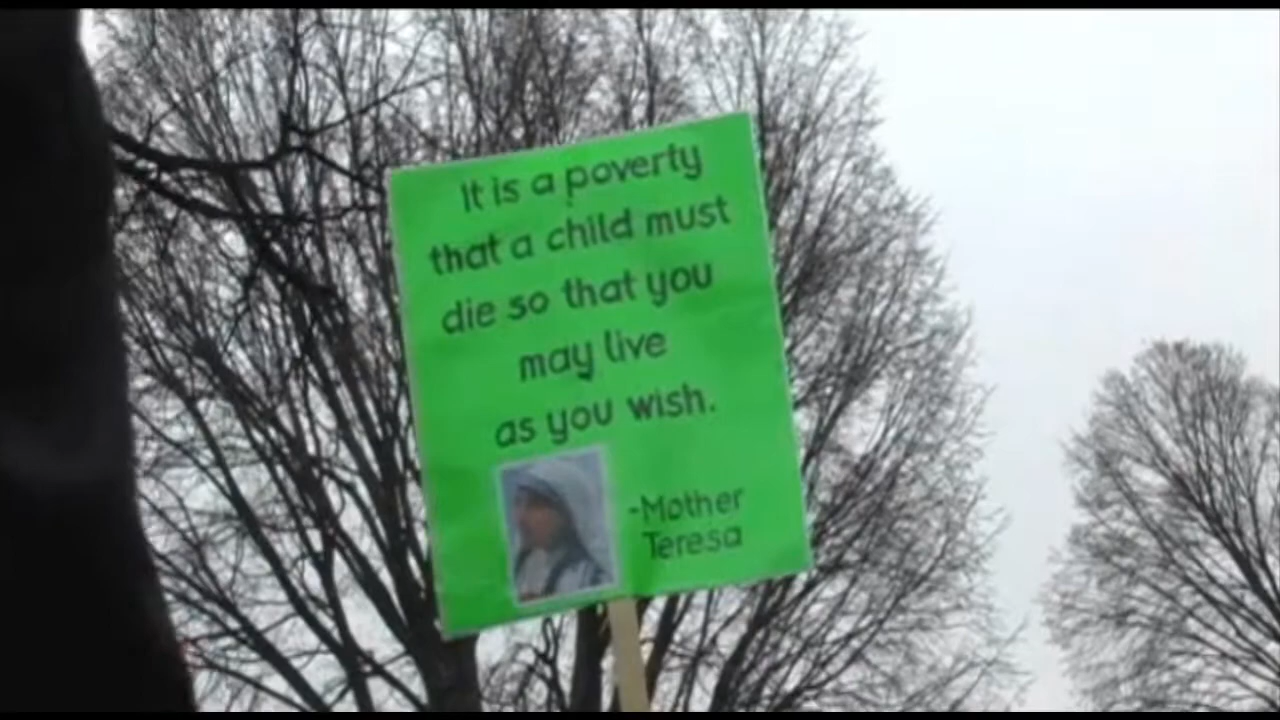 It is a poverty
that a child must
die so that you
may live
as you wish.
-Mother
Teresa